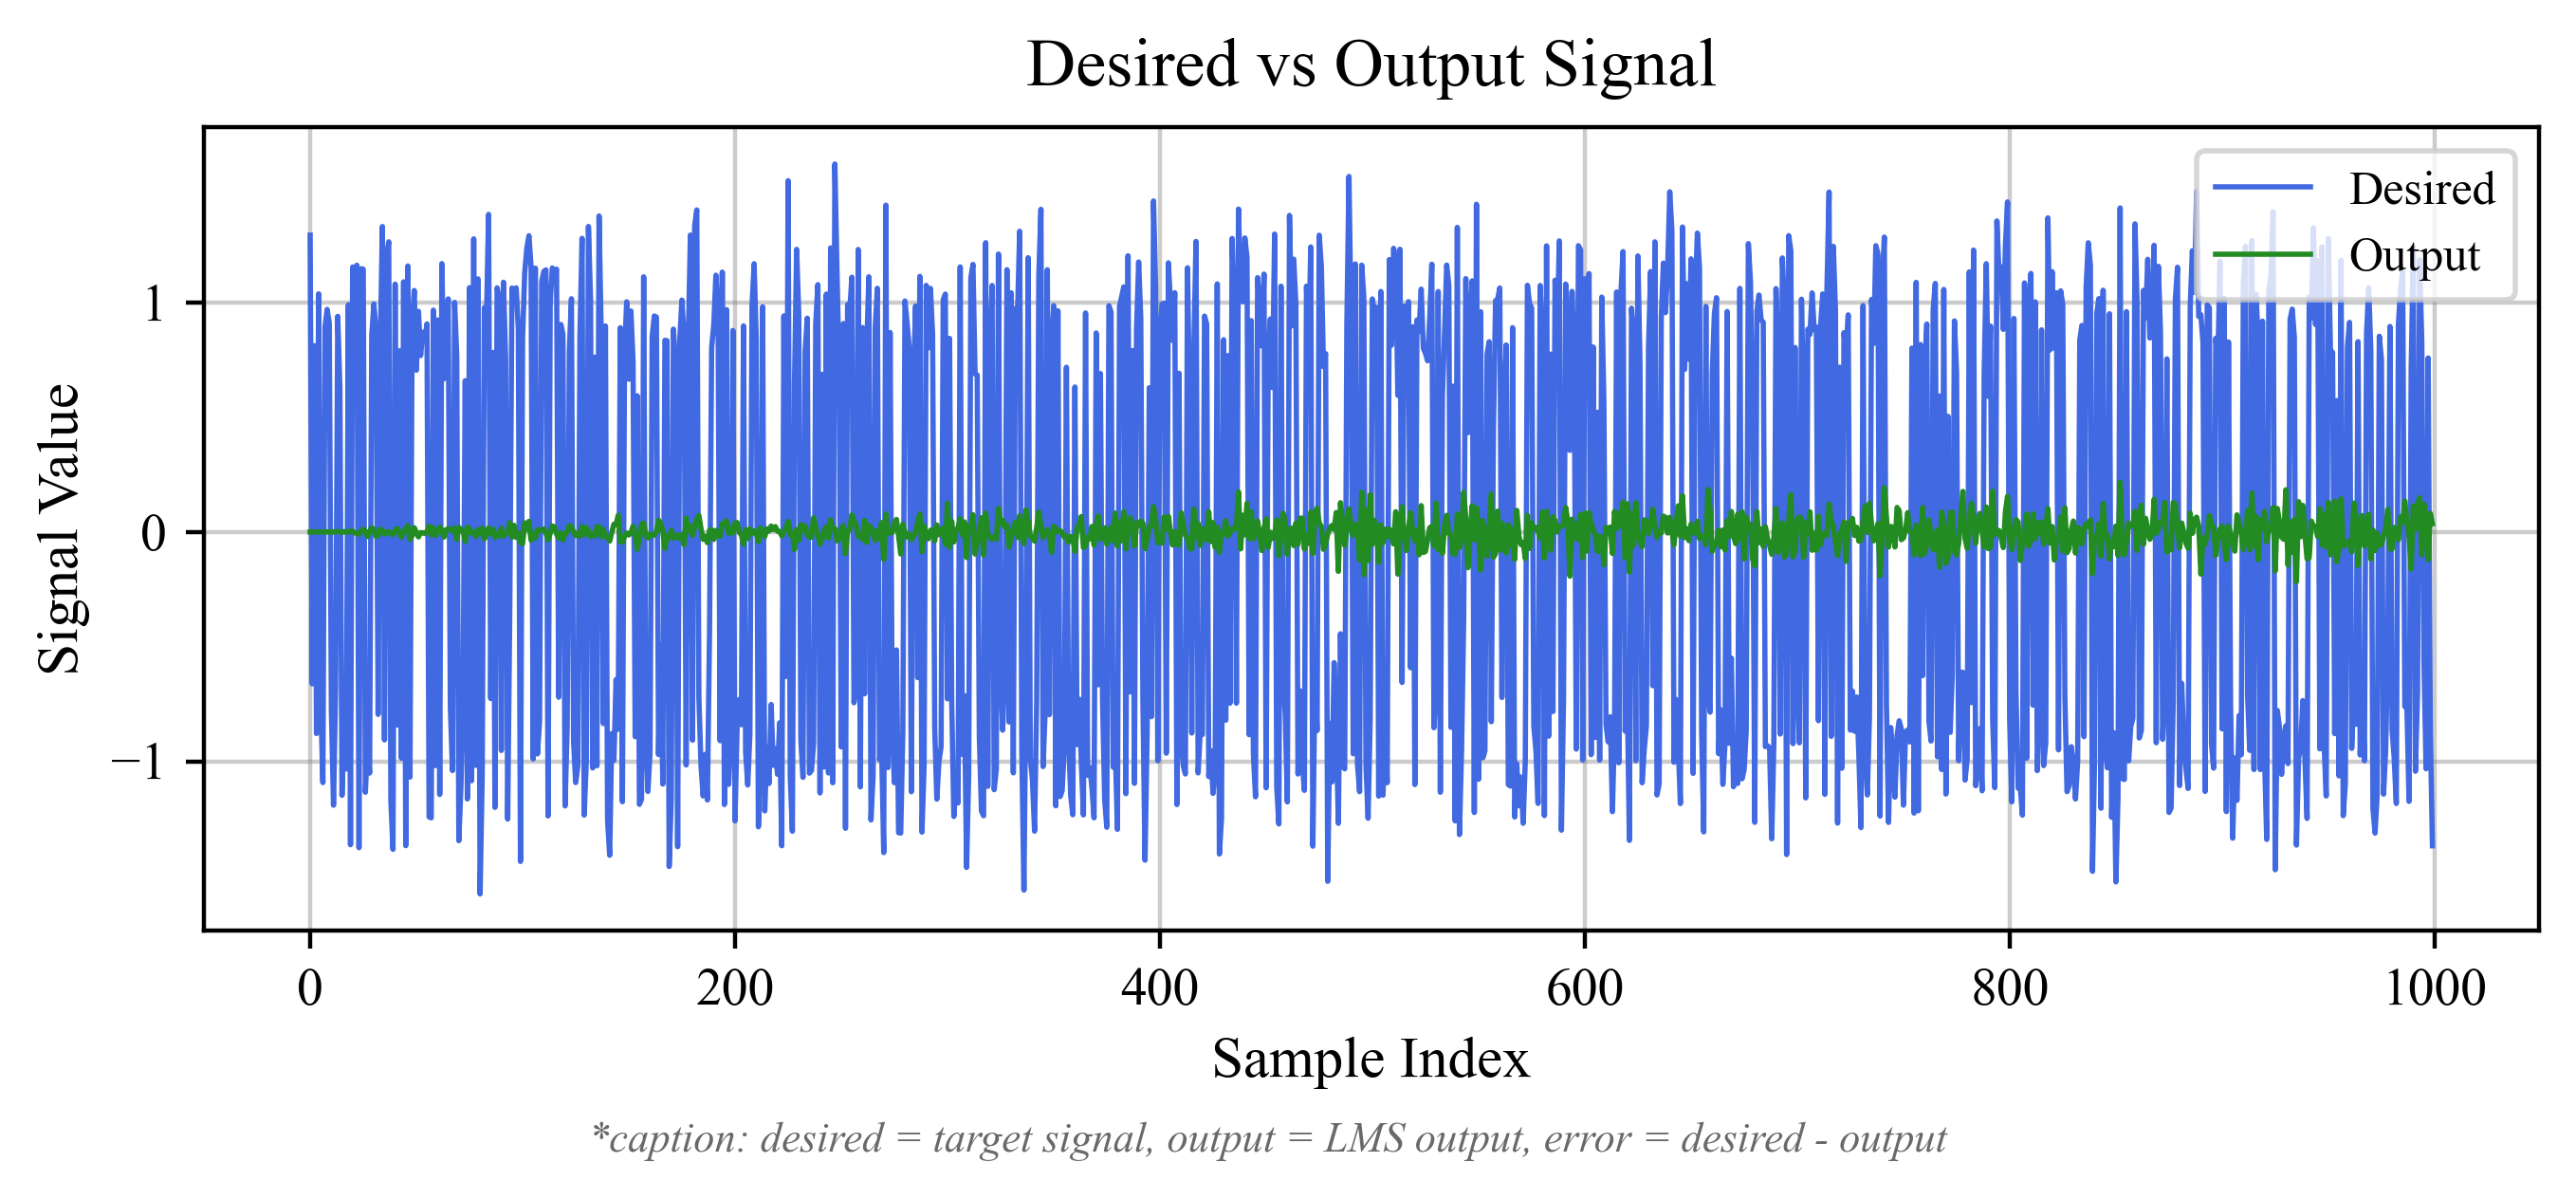 Desired vs Output Signal
Desired
Output
Signal Value
1
0
−1
0 200 400 600 800 1000
Sample Index
*caption: desired = target signal, output = LMS output, error = desired - output